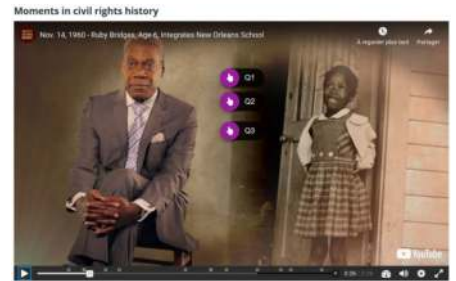 Moments in civil rights history
Nov. 14, 1960 - Ruby Bridges, Age 6, Integrates New Orleans School
À regarder plus tard
Partager
Q1
Q2
Q3
YouTube